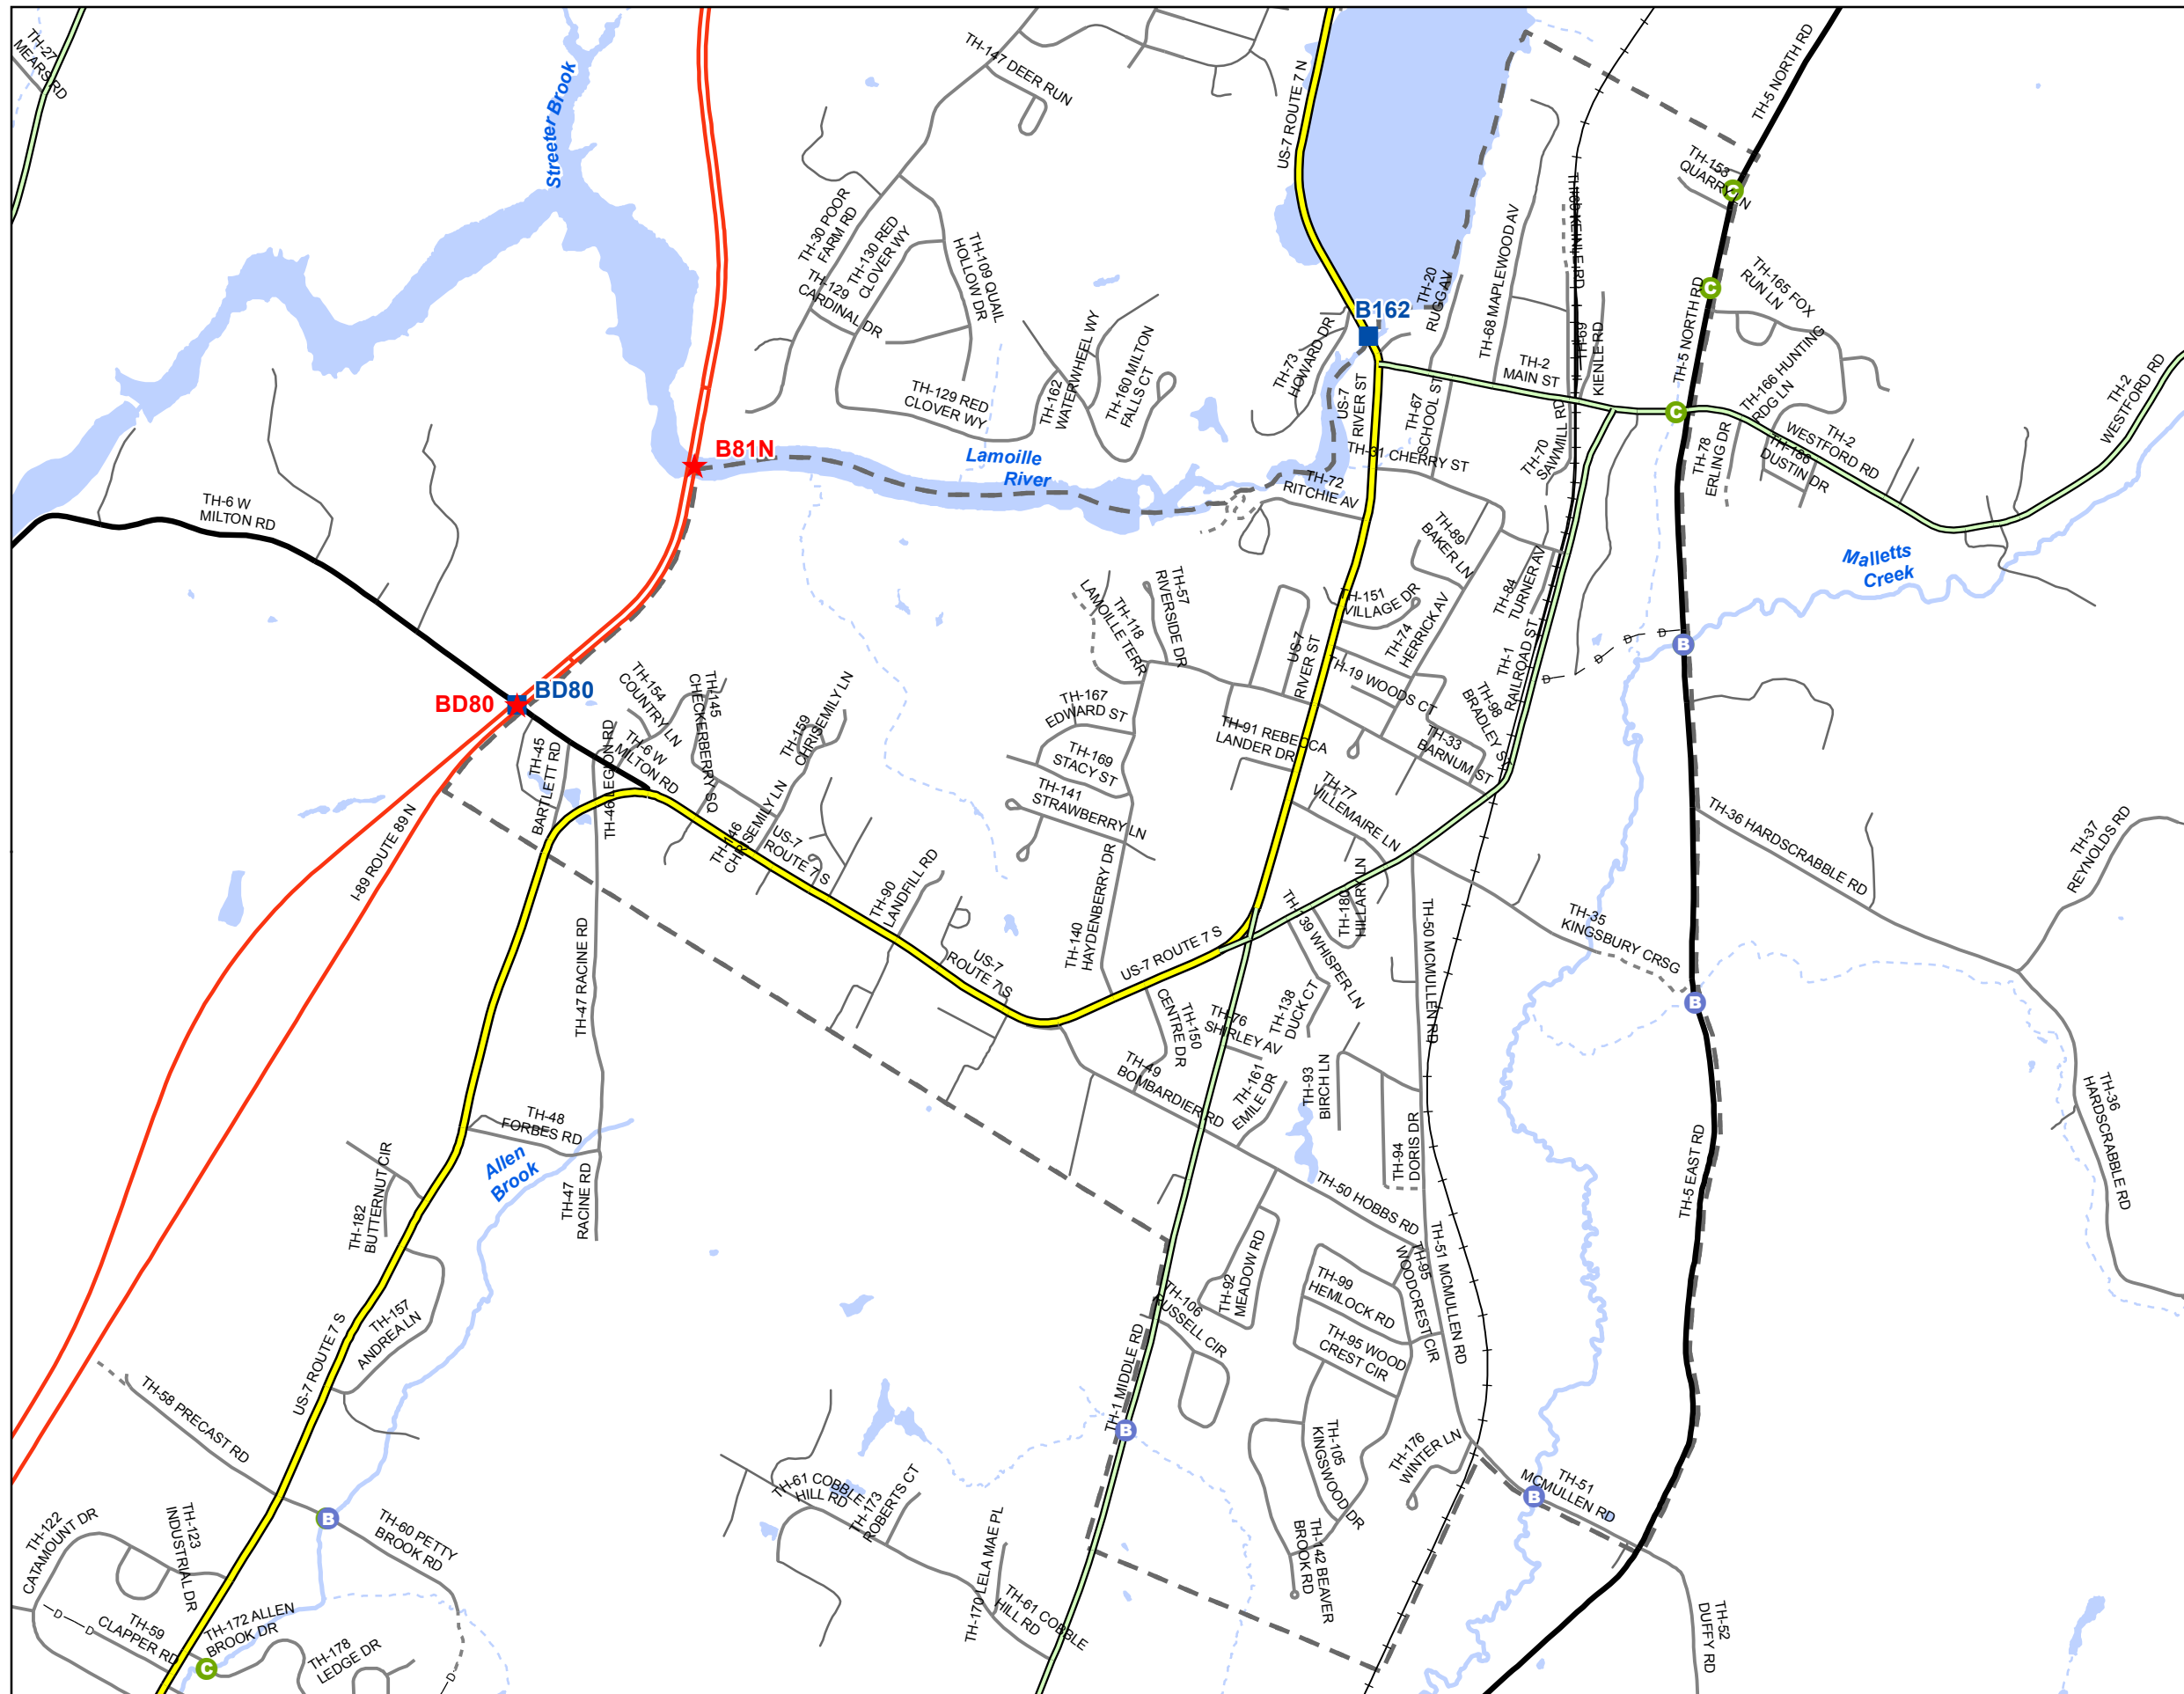 TH-27
MEARS RD
Streeter Brook
TH-147 DEER RUN
US-7 ROUTE 7 N
TH-5 NORTH RD
TH-153
QUARRY LN
C
TH-30 POOR
FARM RD
TH-130 RED
CLOVER WY
TH-129
CARDINAL DR
TH-109 QUAIL
HOLLOW DR
TH-20
RUGG AV
TH-68 MAPLEWOOD AV
TH-69
KIENLE RD
C
TH-5 NORTH RD
TH-165 FOX
RUN LN
B162
TH-73
HOWARD DR
US-7
RIVER ST
TH-2
MAIN ST
TH-67
SCHOOL ST
TH-166 HUNTING
RDG LN
C
TH-2
WESTFORD RD
TH-129 RED
CLOVER WY
TH-162
WATERWHEEL WY
TH-160 MILTON
FALLS CT
TH-31 CHERRY ST
TH-70
SAWMILL RD
TH-78
ERLING DR
TH-2
WESTFORD RD
TH-188
DUSTIN DR
B81N
Lamoille
River
TH-72
RITCHIE AV
TH-6 W
MILTON RD
TH-89
BAKER LN
Malletts
Creek
TH-57
RIVERSIDE DR
TH-118
LAMOILLE TERR
TH-151
VILLAGE DR
TH-74
HERRICK AV
TH-84
TURNER AV
D
D
D
D
B
US-7
RIVER ST
TH-19 WOODS CT
TH-1
RAILROAD ST
TH-98
BRADLEY ST
BD80
BD80
TH-154
COUNTRY LN
TH-145
CHECKERBERRY SQ
TH-159
CHRISEMILY LN
TH-167
EDWARD ST
TH-91 REBECCA
LANDER DR
TH-33
BARNUM ST
TH-45
BARTLETT RD
TH-46 LEGION RD
TH-6 W
MILTON RD
TH-169
STACY ST
TH-141
STRAWBERRY LN
TH-77
VILLEMAIRE LN
TH-36 HARDSCRABBLE RD
TH-37
REYNOLDS RD
I-89 ROUTE 89 N
TH-146
CHRISEMILY LN
US-7
ROUTE 7 S
TH-90
LANDFILL RD
TH-180
HILLARY LN
TH-35
KINGSBURY CRSG
TH-47 RACINE RD
US-7
ROUTE 7 S
TH-140
HAYDENBERRY DR
US-7 ROUTE 7 S
TH-139 WHISPER LN
TH-50 MCMULLEN RD
B
TH-150
CENTRE DR
TH-76
SHIRLEY AV
TH-138
DUCK CT
TH-49
BOMBARDIER RD
TH-161
EMILE DR
TH-93
BIRCH LN
TH-94
DORIS DR
TH-36
HARDSCRABBLE RD
TH-48
FORBES RD
Allen
Brook
TH-47
RACINE RD
TH-182
BUTTERNUT CIR
TH-5 EAST RD
TH-50 HOBBS RD
TH-51 MCMULLEN RD
TH-92
MEADOW RD
TH-99
HEMLOCK RD
TH-95
WOODCREST CIR
TH-106
RUSSELL CIR
TH-95 WOOD
CREST CIR
US-7 ROUTE 7 S
TH-157
ANDREA LN
TH-1 MIDDLE RD
B
TH-58 PRECAST RD
TH-105
KINGSWOOD DR
TH-176
WINTER LN
TH-51
MCMULLEN RD
B
TH-61 COBBLE
HILL RD
TH-173
ROBERTS CT
TH-122
CATAMOUNT DR
TH-123
INDUSTRIAL DR
B
TH-60 PETTY
BROOK RD
TH-170 LELA MAE PL
TH-61 COBBLE
HILL RD
TH-142 BEAVER
BROOK RD
D
D
TH-59
CLAPPER RD
TH-172 ALLEN
BROOK DR
C
TH-178
LEDGE DR
D
TH-52
DUFFY RD